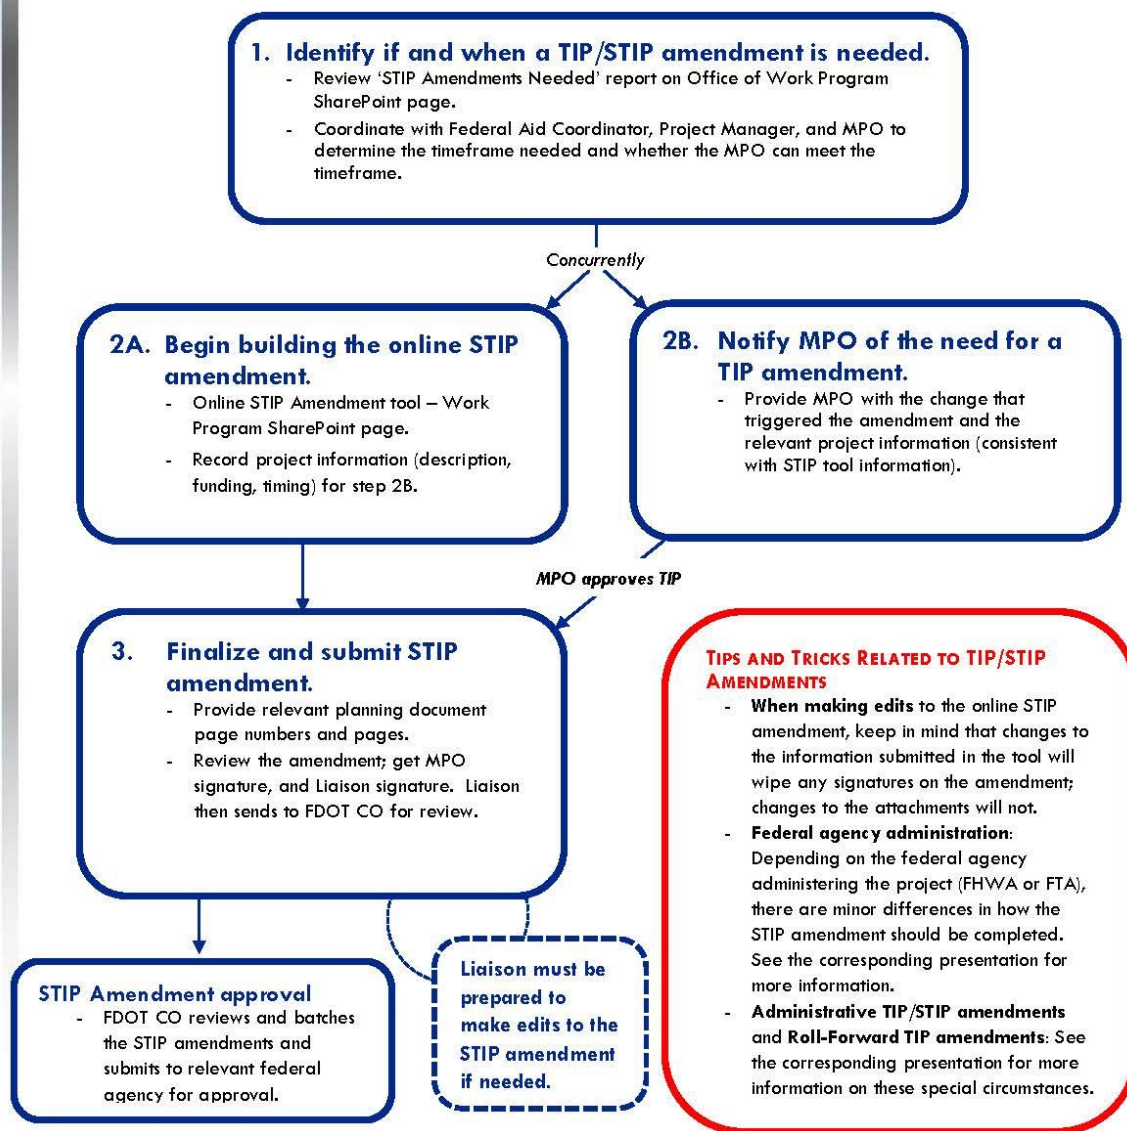 1. Identify if and when a TIP/STIP amendment is needed.
- Review ‘STIP Amendments Needed’ report on Office of Work Program
SharePoint page.
- Coordinate with Federal Aid Coordinator, Project Manager, and MPO to
determine the timeframe needed and whether the MPO can meet the
timeframe.
Concurrently
2A. Begin building the online STIP
amendment.
- Online STIP Amendment tool – Work
Program SharePoint page.
- Record project information (description,
funding, timing) for step 2B.
2B. Notify MPO of the need for a
TIP amendment.
- Provide MPO with the change that
triggered the amendment and the
relevant project information (consistent
with STIP tool information).
MPO approves TIP
3. Finalize and submit STIP
amendment.
- Provide relevant planning document
page numbers and pages.
- Review the amendment; get MPO
signature, and Liaison signature. Liaison
then sends to FDOT CO for review.
STIP Amendment approval
- FDOT CO reviews and batches
the STIP amendments and
submits to relevant federal
agency for approval.
Liaison must be
prepared to
make edits to the
STIP amendment
if needed.
TIPS AND TRICKS RELATED TO TIP/STIP
AMENDMENTS
- When making edits to the online STIP
amendment, keep in mind that changes to
the information submitted in the tool will
wipe any signatures on the amendment;
changes to the attachments will not.
- Federal agency administration:
Depending on the federal agency
administering the project (FHWA or FTA),
there are minor differences in how the
STIP amendment should be completed.
See the corresponding presentation for
more information.
- Administrative TIP/STIP amendments
and Roll-Forward TIP amendments: See
the corresponding presentation for more
information on these special circumstances.